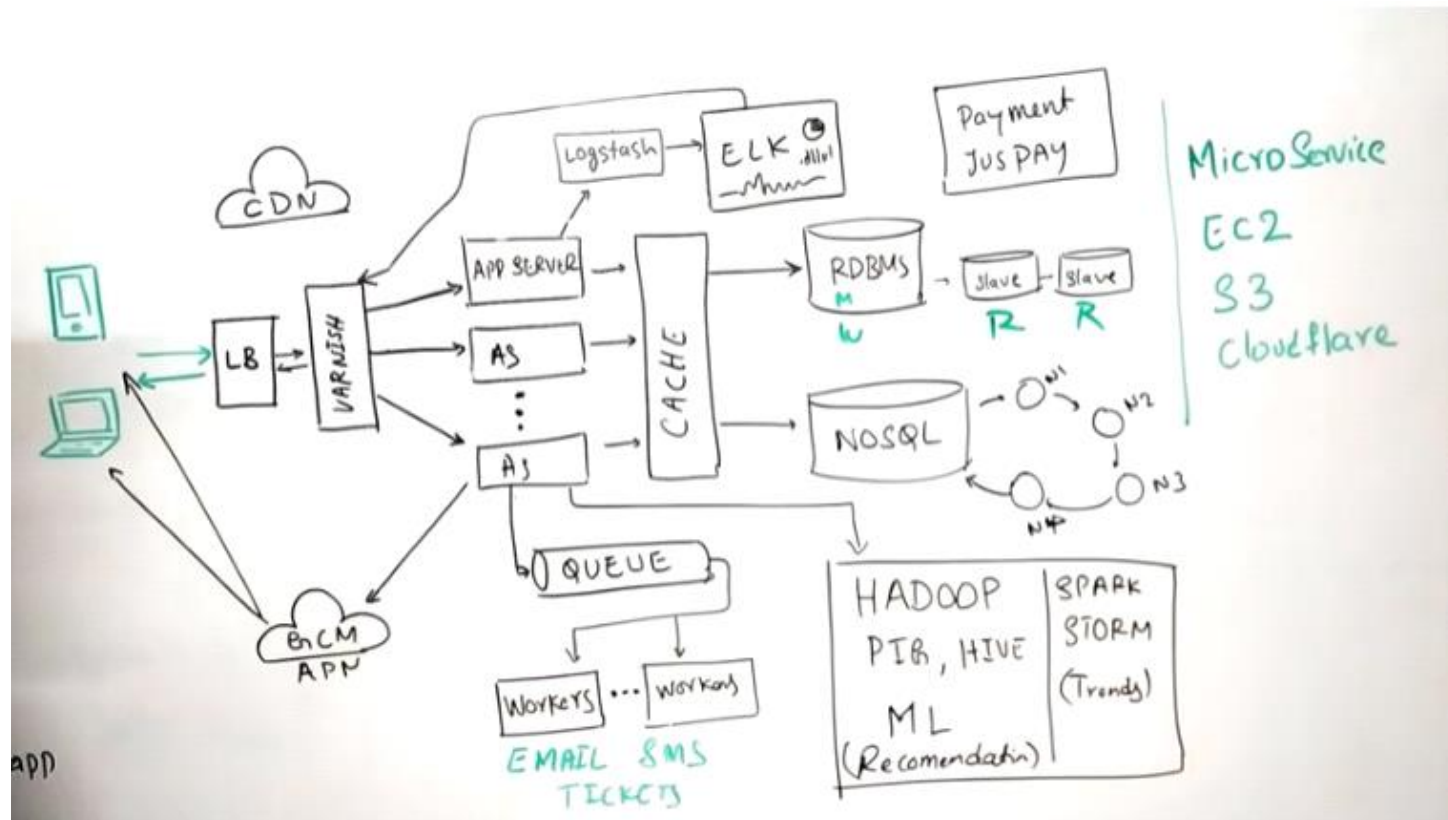 Logstash
ELK
Payment
JUSPAY
CDN
MicroService
EC2
S3
Cloudflare
APP SERVER
RDBMS
M
W
Slave
Slave
R
R
LB
VARNISH
AS
CACHE
NOSQL
N1
N2
N3
N4
AS
QUEUE
GCM
APN
Workers ... Workers
EMAIL SMS
TICKETS
HADOOP
PIG, HIVE
ML
(Recomendatin)
SPARK
STORM
(Trends)
app